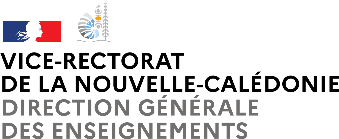 VICE-RECTORAT
DE LA NOUVELLE-CALÉDONIE
DIRECTION GÉNÉRALE
DES ENSEIGNEMENTS